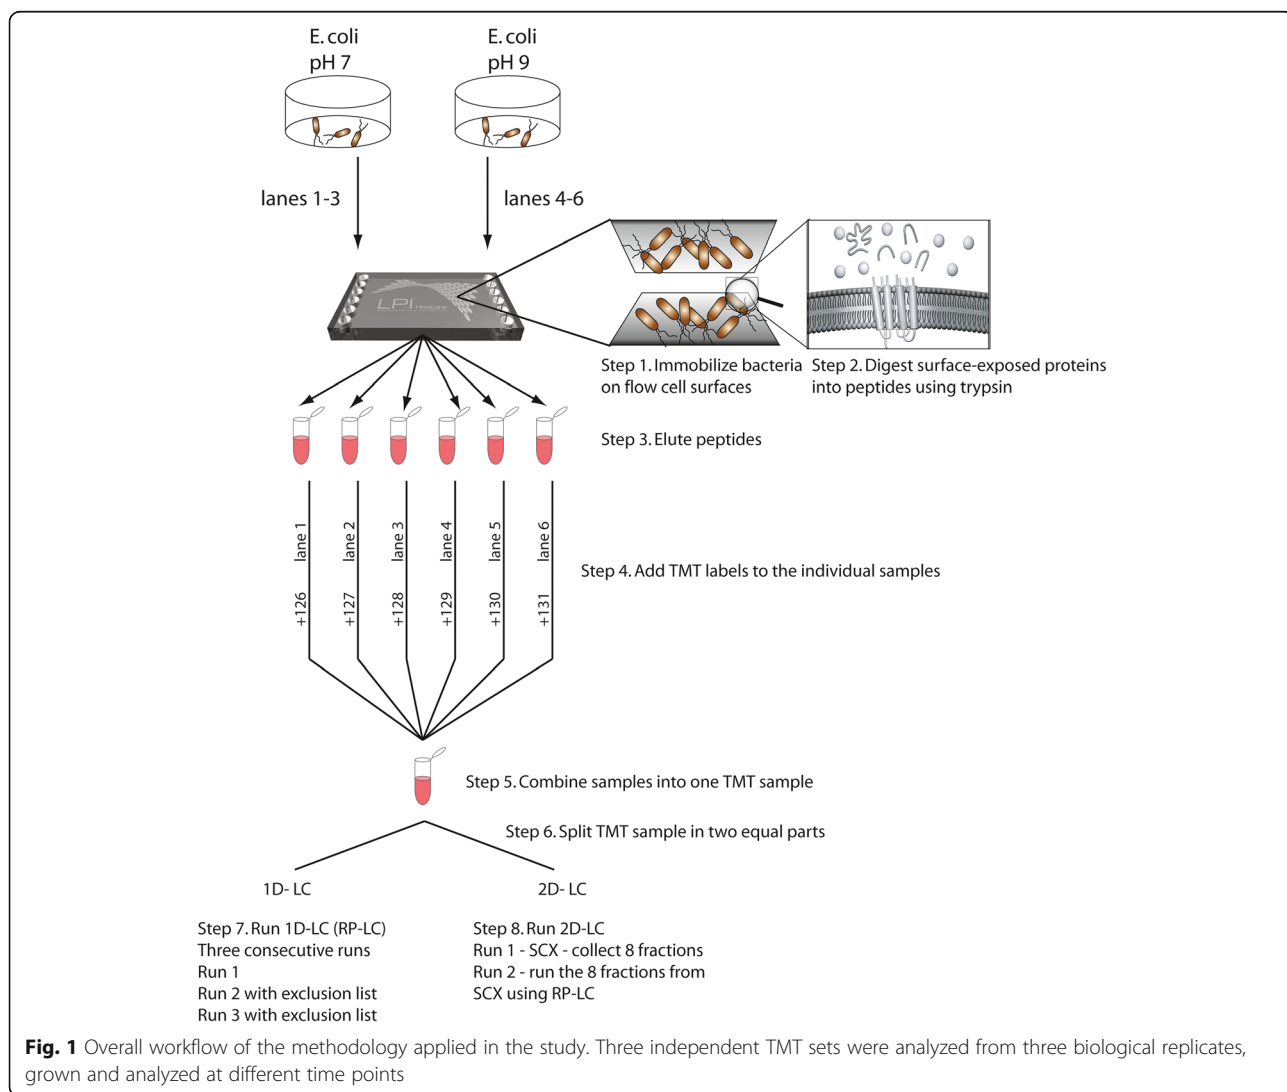 E. coli
pH 7
E. coli
pH 9
lanes 1-3
lanes 4-6
LPI
Step 1. Immobilize bacteria
on flow cell surfaces
Step 2. Digest surface-exposed proteins
into peptides using trypsin
Step 3. Elute peptides
lane 1
lane 2
lane 3
lane 4
lane 5
lane 6
+126
+127
+128
+129
+130
+131
Step 4. Add TMT labels to the individual samples
Step 5. Combine samples into one TMT sample
Step 6. Split TMT sample in two equal parts
1D- LC
2D- LC
Step 7. Run 1D-LC (RP-LC)
Three consecutive runs
Run 1
Run 2 with exclusion list
Run 3 with exclusion list
Step 8. Run 2D-LC
Run 1 - SCX - collect 8 fractions
Run 2 - run the 8 fractions from
SCX using RP-LC
Fig. 1 Overall workflow of the methodology applied in the study. Three independent TMT sets were analyzed from three biological replicates,
grown and analyzed at different time points